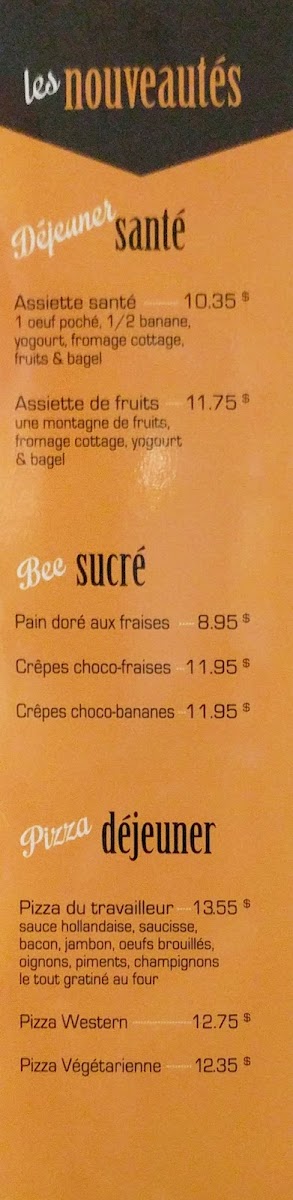 les nouveautés
Déjeuner santé
Assiette santé 10.35 $
1 oeuf poché, 1/2 banane,
yogourt, fromage cottage,
fruits & bagel
Assiette de fruits 11.75 $
une montagne de fruits,
fromage cottage, yogourt
& bagel
Bec sucré
Pain doré aux fraises 8.95 $
Crêpes choco-fraises 11.95 $
Crêpes choco-bananes 11.95 $
Pizza déjeuner
Pizza du travailleur 13.55 $
sauce hollandaise, saucisse,
bacon, jambon, oeufs brouillés,
oignons, piments, champignons
le tout gratiné au four
Pizza Western 12.75 $
Pizza Végétarienne 12.35 $